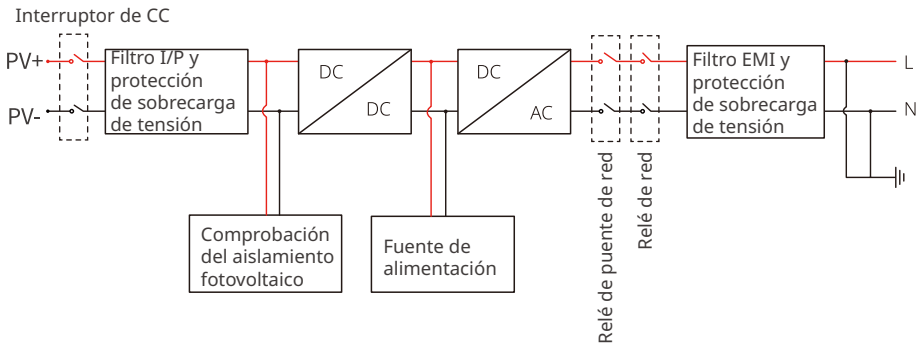 Interruptor de CC
PV+
PV-
Filtro I/P y
protección
de sobrecarga
de tensión
DC
DC
DC
AC
Filtro EMI y
protección
de sobrecarga
de tensión
L
N
Comprobación
del aislamiento
fotovoltaico
Fuente de
alimentación
Relé de puente de red
Relé de red